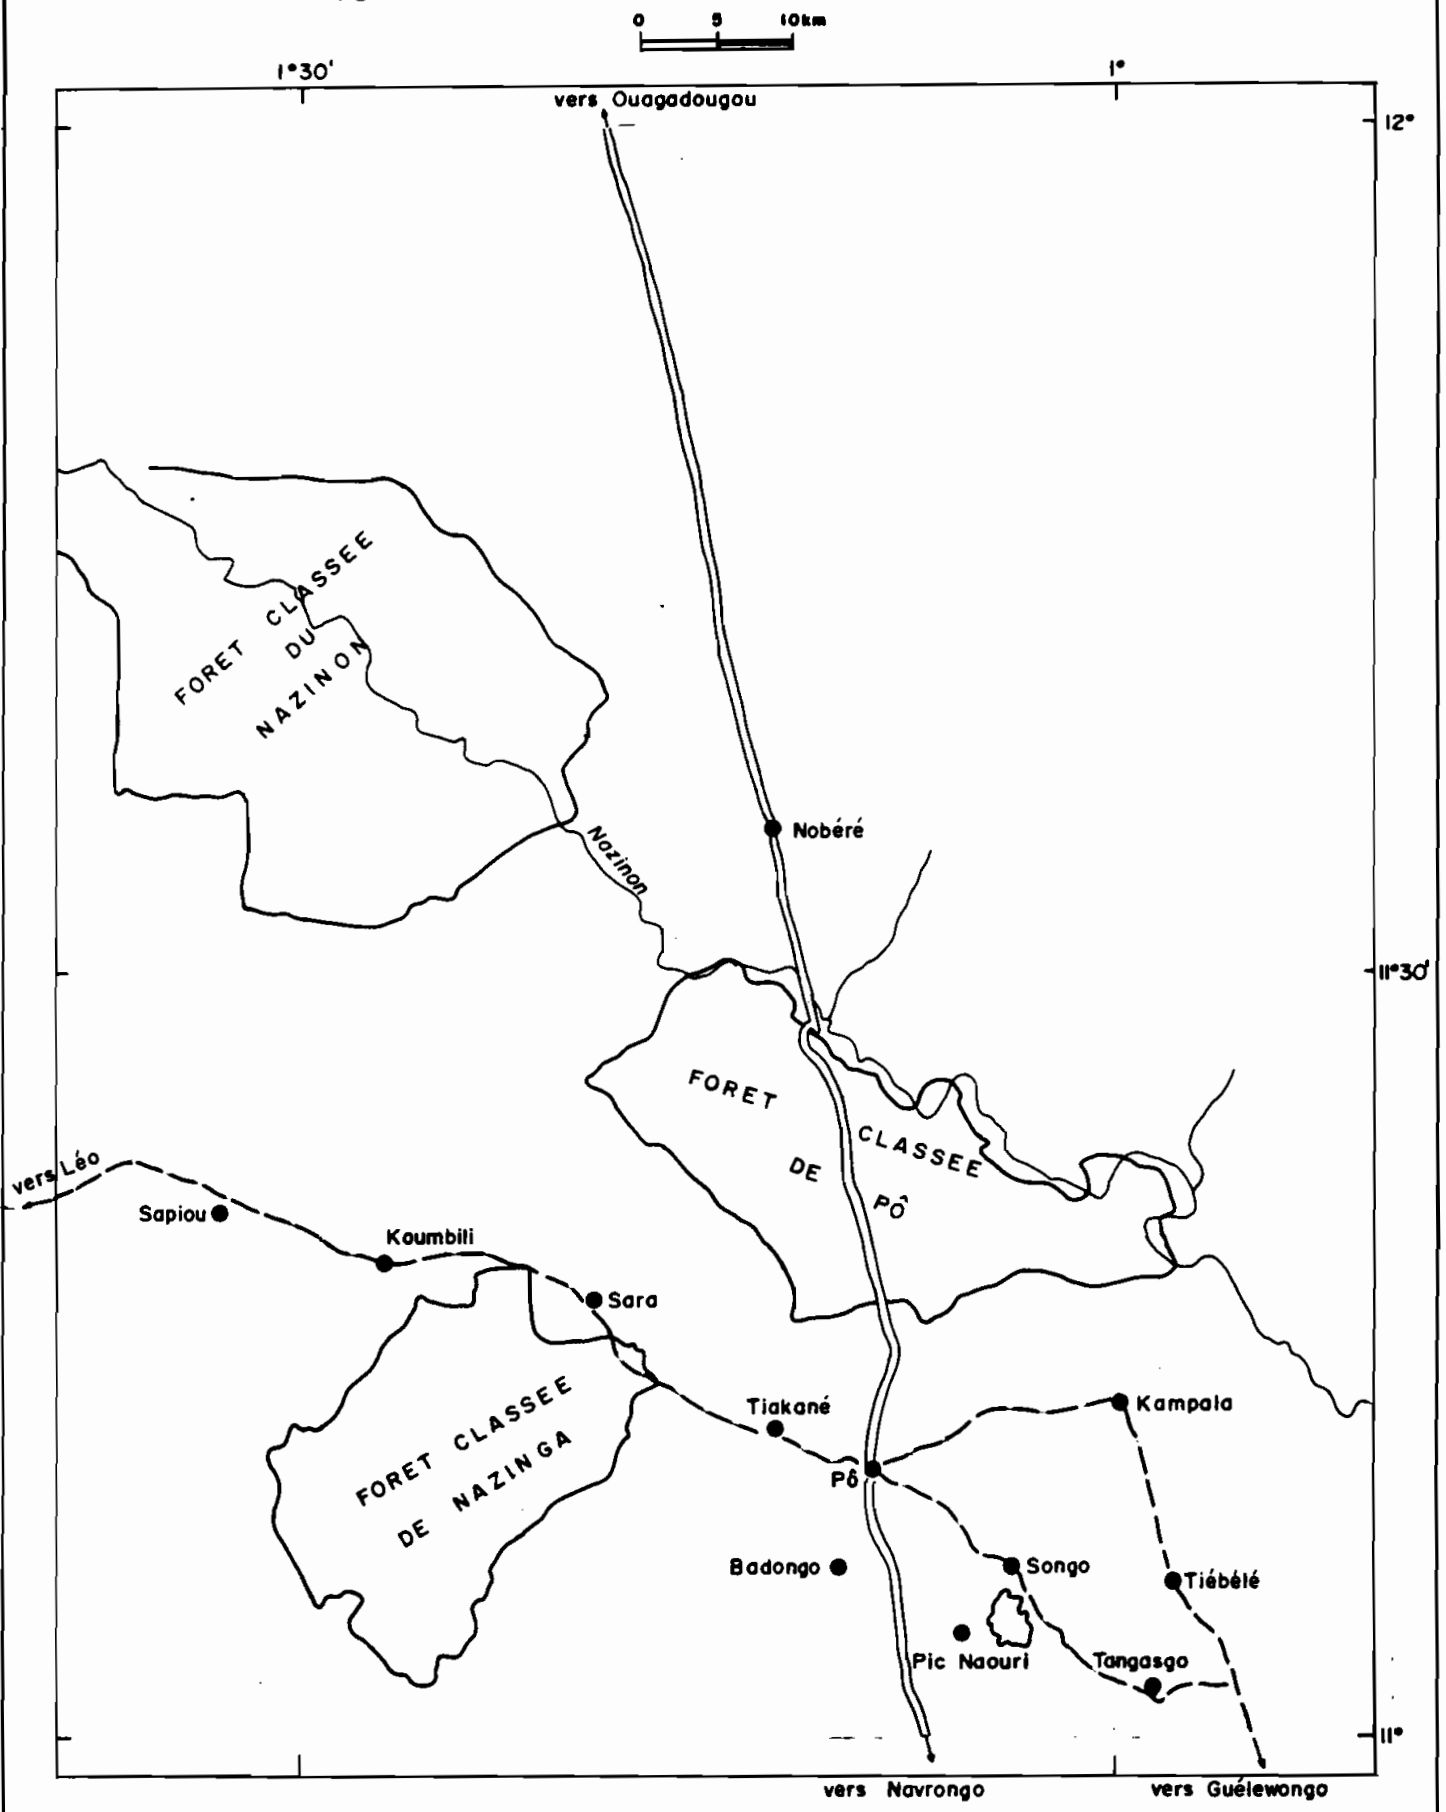 0 5 10km
1°30' 1°
vers Ouagadougou
12°
FORET CLASSEE
DU
NAZINON
Nazinon
Nobéré
11°30'
FORET
CLASSEE
DE
PÔ
vers Léo
Sapiou
Koumbili
Sara
FORET CLASSEE
DE NAZINGA
Tiakané
Kampala
Pô
Badongo
Songo
Tiébélé
Pic Naouri
Tangasgo
11°
vers Navrongo
vers Guélewongo